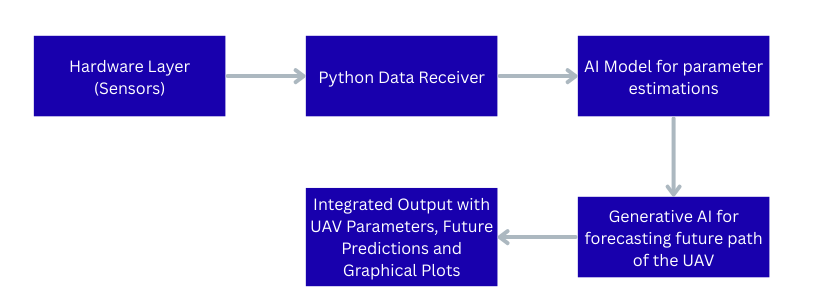 Hardware Layer
(Sensors)
Python Data Receiver
AI Model for parameter
estimations
Generative AI for
forecasting future path
of the UAV
Integrated Output with
UAV Parameters, Future
Predictions and
Graphical Plots